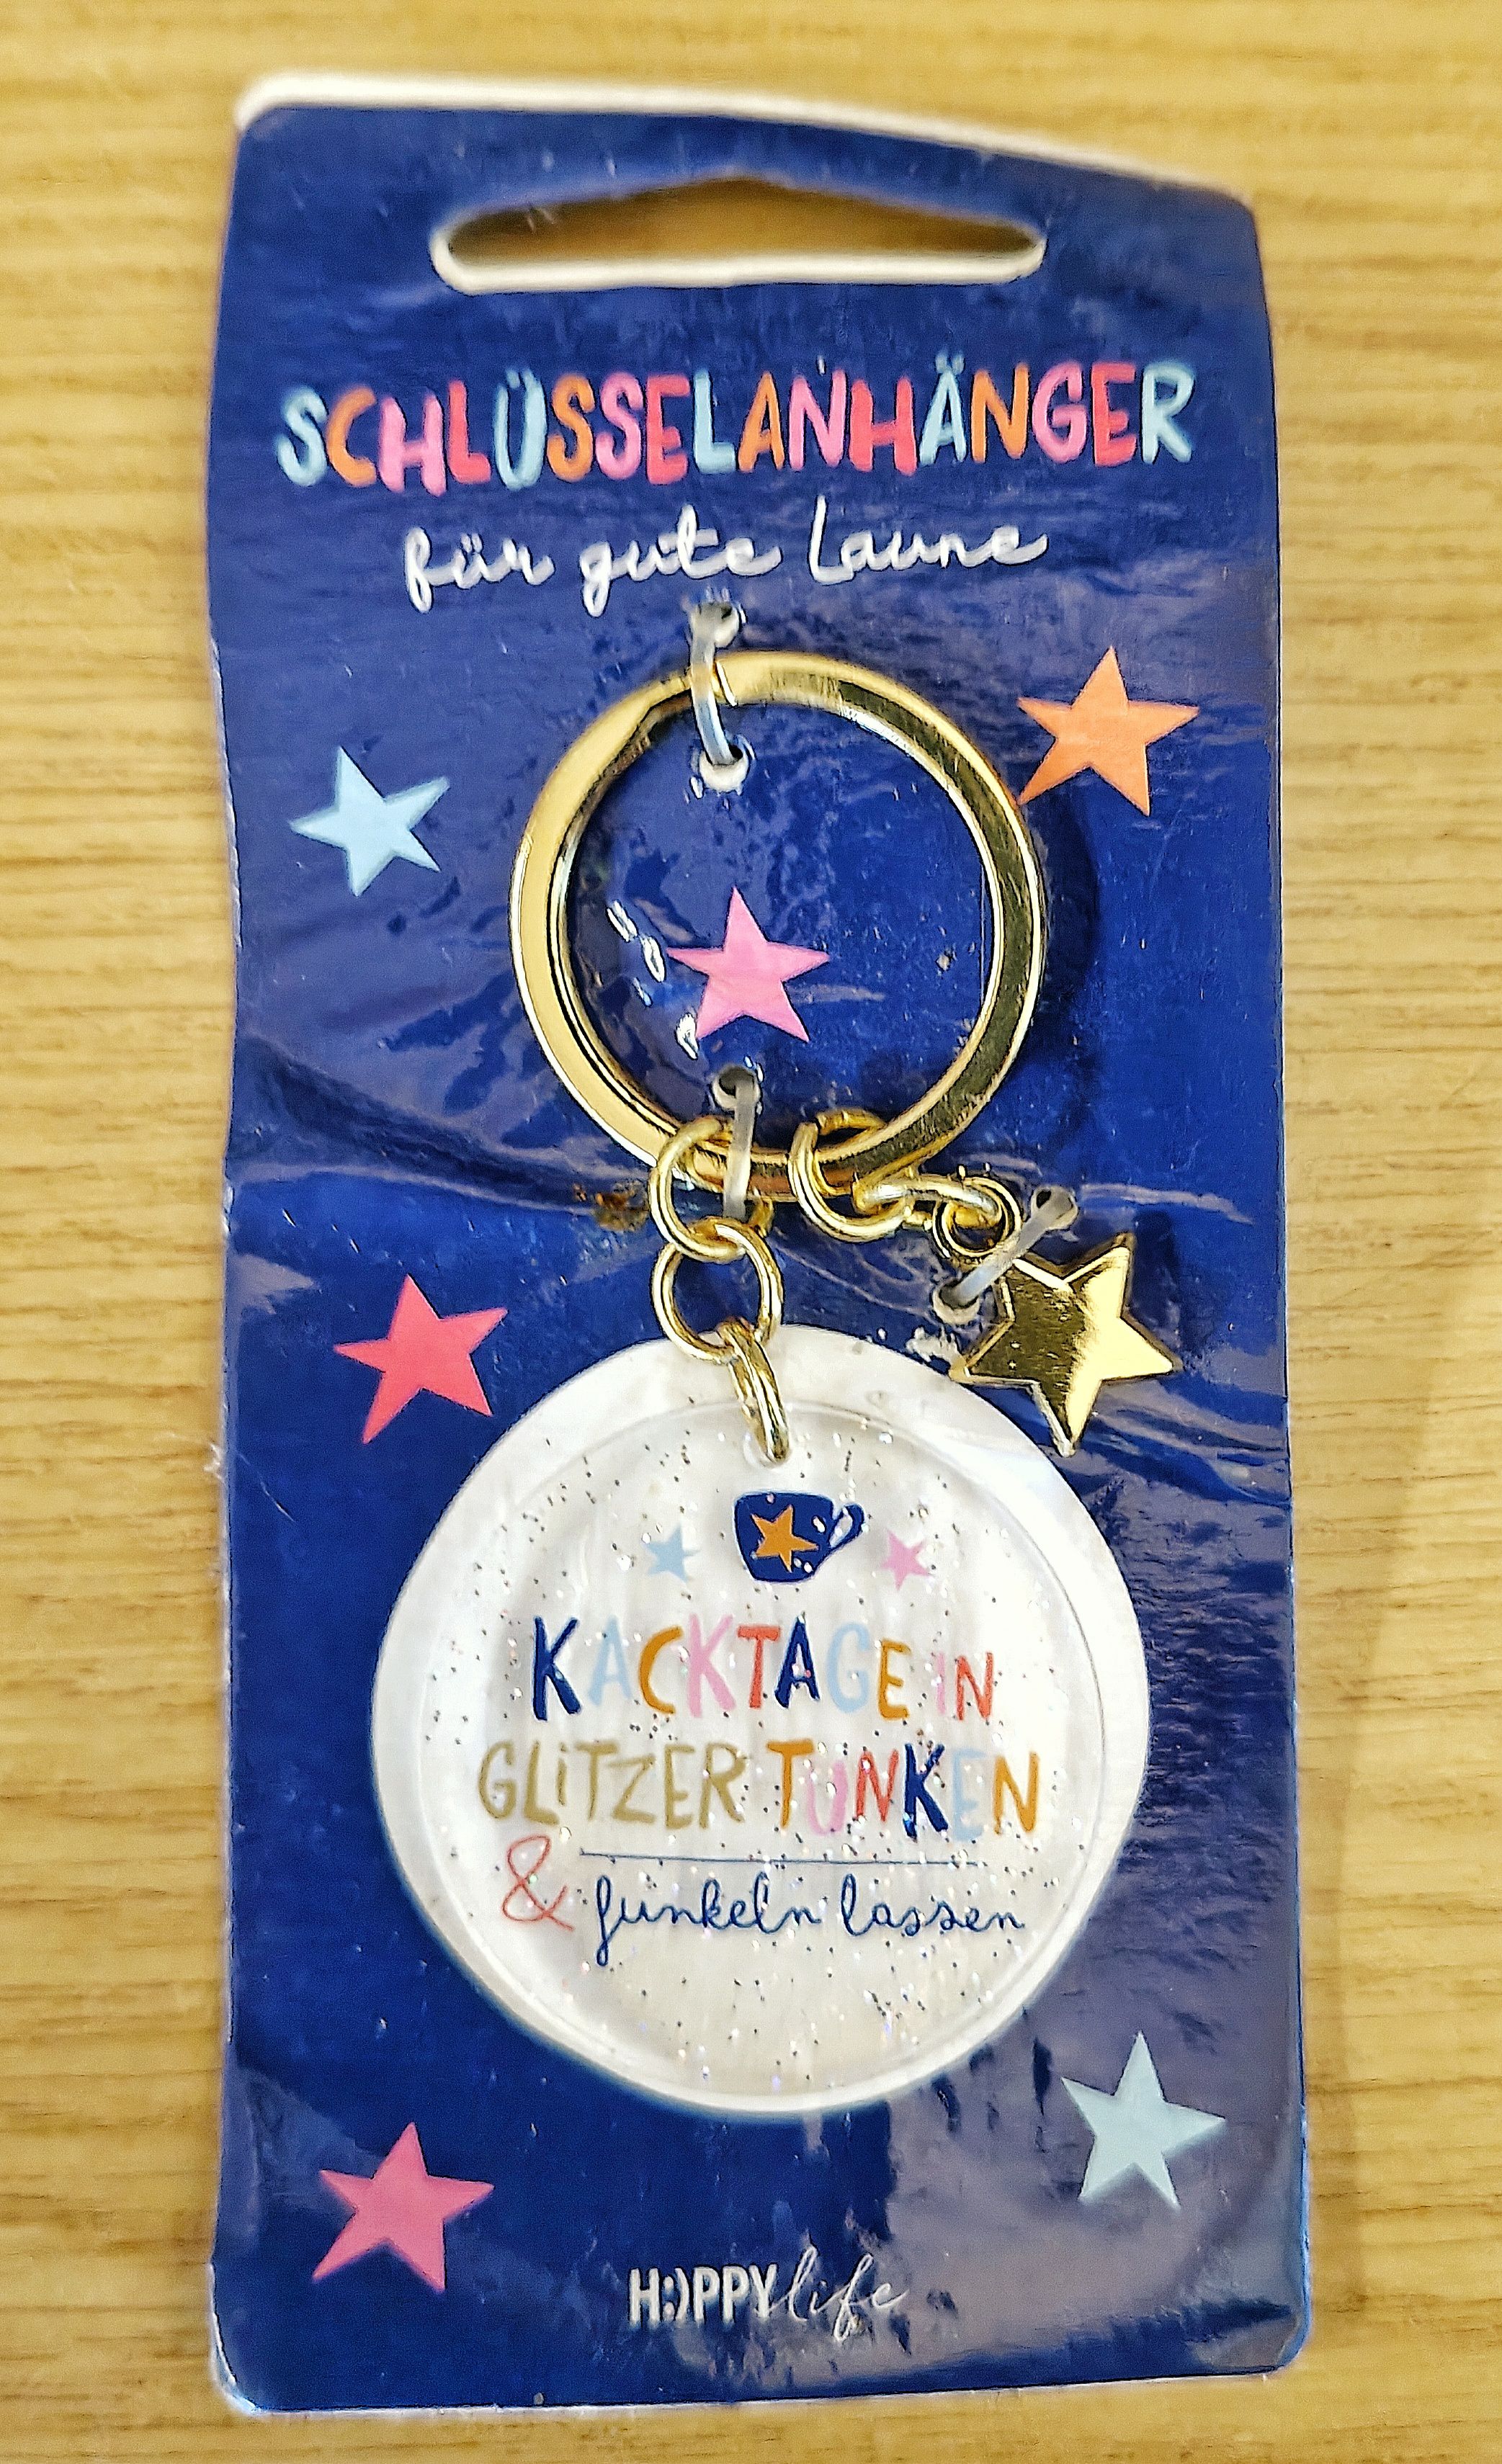 SCHLÜSSELANHÄNGER
für gute Laune
KACKTAGE IN
GLiTZER TUNKEN
& funkeln lassen
H:)PPYlife